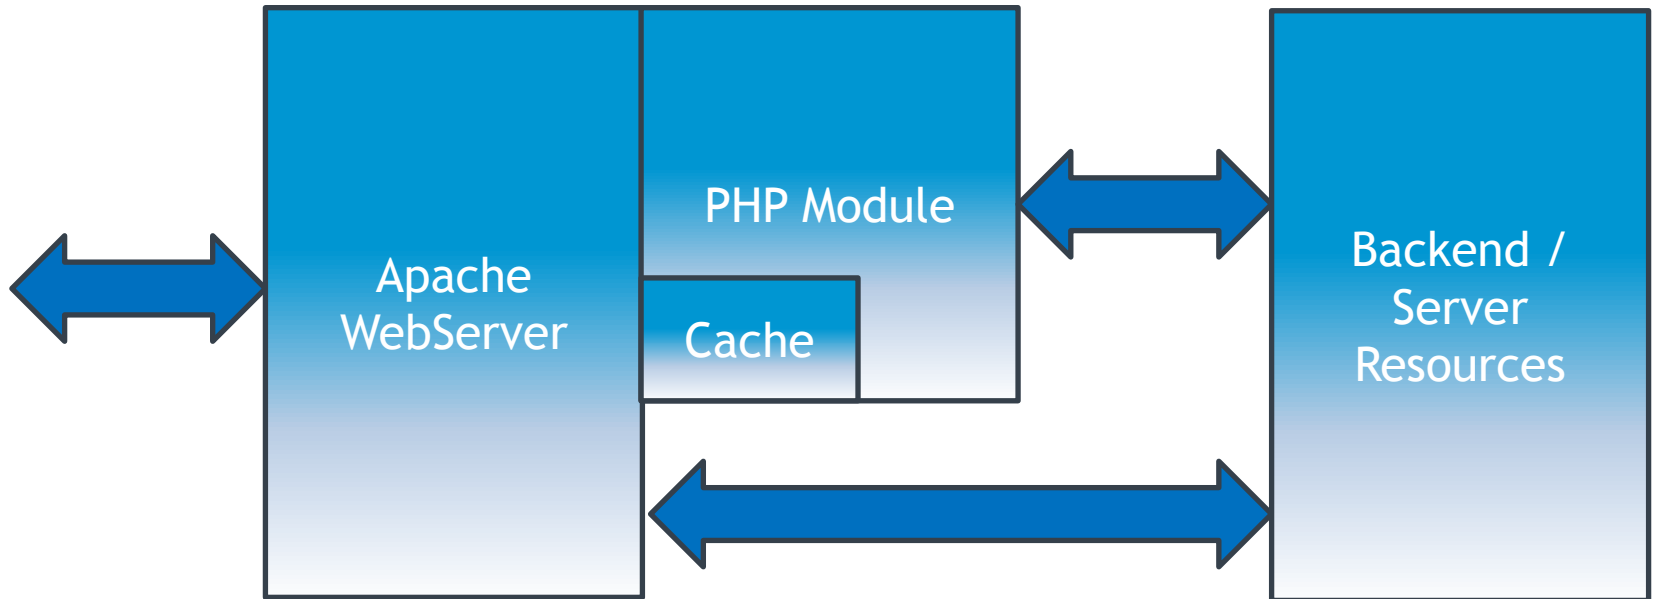 Apache
WebServer
PHP Module
Cache
Backend /
Server
Resources